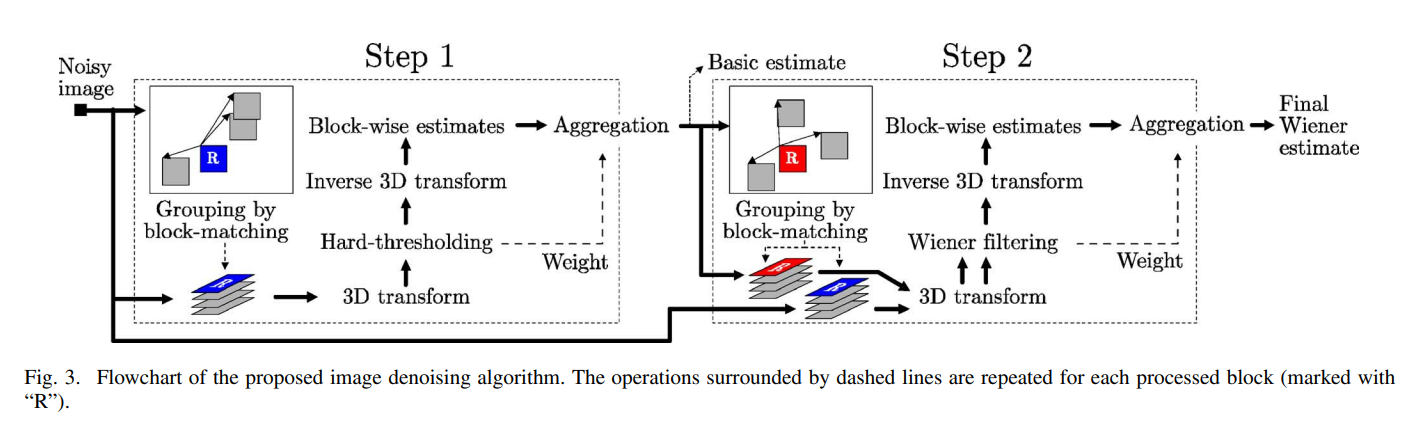 Step 1
Step 2
Noisy
image
Basic estimate
Final
Wiener
estimate
R
Block-wise estimates
Aggregation
Inverse 3D transform
Grouping by
block-matching
Hard-thresholding
Weight
R
3D transform
R
Block-wise estimates
Aggregation
Inverse 3D transform
Grouping by
block-matching
Wiener filtering
Weight
R
R
3D transform
Fig. 3. Flowchart of the proposed image denoising algorithm. The operations surrounded by dashed lines are repeated for each processed block (marked with
“R”).